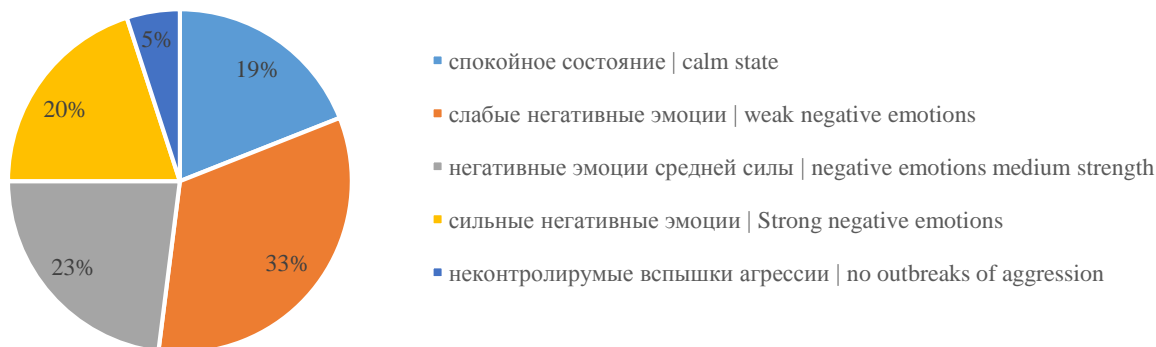 5%
19%
20%
33%
23%
спокойное состояние | calm state
слабые негативные эмоции | weak negative emotions
негативные эмоции средней силы | negative emotions medium strength
сильные негативные эмоции | Strong negative emotions
неконтролирумые вспышки агрессии | no outbreaks of aggression